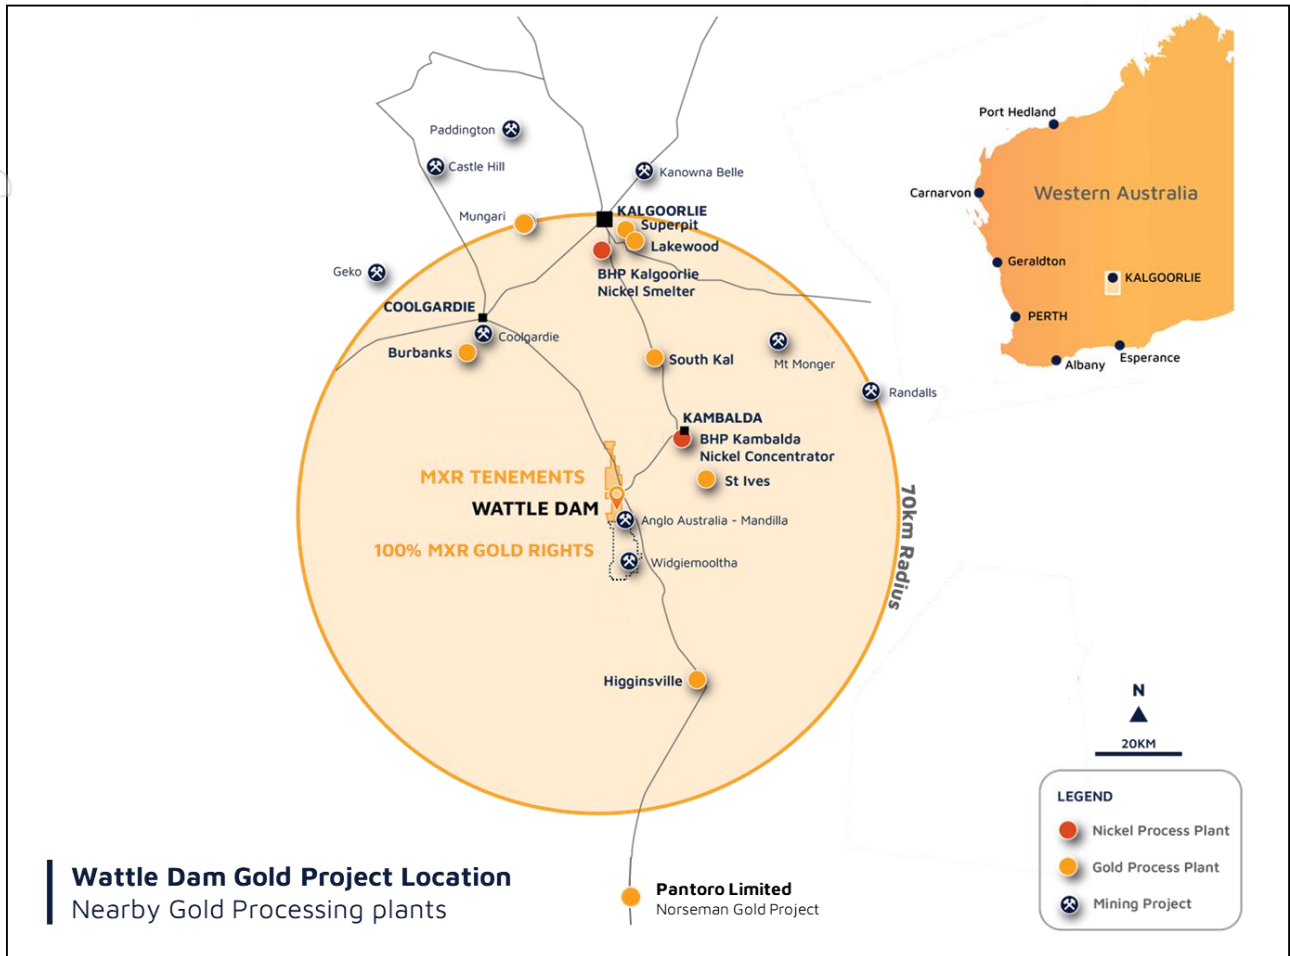 Port Hedland
Paddington
Castle Hill
Kanowna Belle
Carnarvon
Western Australia
Mungari
KALGOORLIE
Superpit
Lakewood
Geko
BHP Kalgoorlie
Nickel Smelter
Geraldton
KALGOORLIE
COOLGARDIE
Coolgardie
PERTH
Burbanks
South Kal
Mt Monger
Esperance
Albany
Randalls
KAMBALDA
BHP Kambalda
Nickel Concentrator
MXR TENEMENTS
St Ives
WATTLE DAM
Anglo Australia - Mandilla
70km Radius
100% MXR GOLD RIGHTS
Widgiemooltha
Higginsville
N
20KM
LEGEND
Nickel Process Plant
Gold Process Plant
Mining Project
Wattle Dam Gold Project Location
Nearby Gold Processing plants
Pantoro Limited
Norseman Gold Project